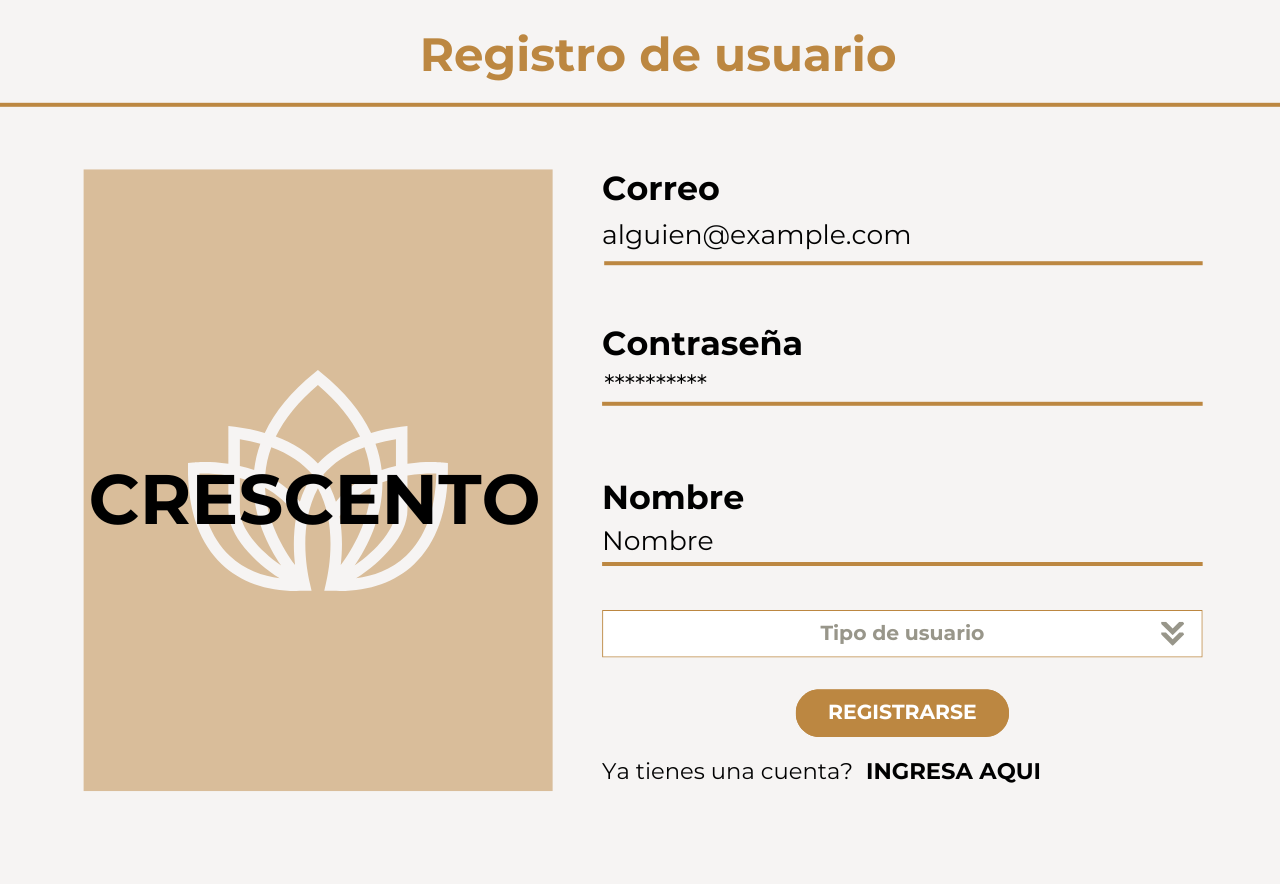 Registro de usuario
CRESCENTO
Correo
alguien@example.com
Contraseña
**********
Nombre
Nombre
Tipo de usuario
REGISTRARSE
Ya tienes una cuenta? INGRESA AQUI